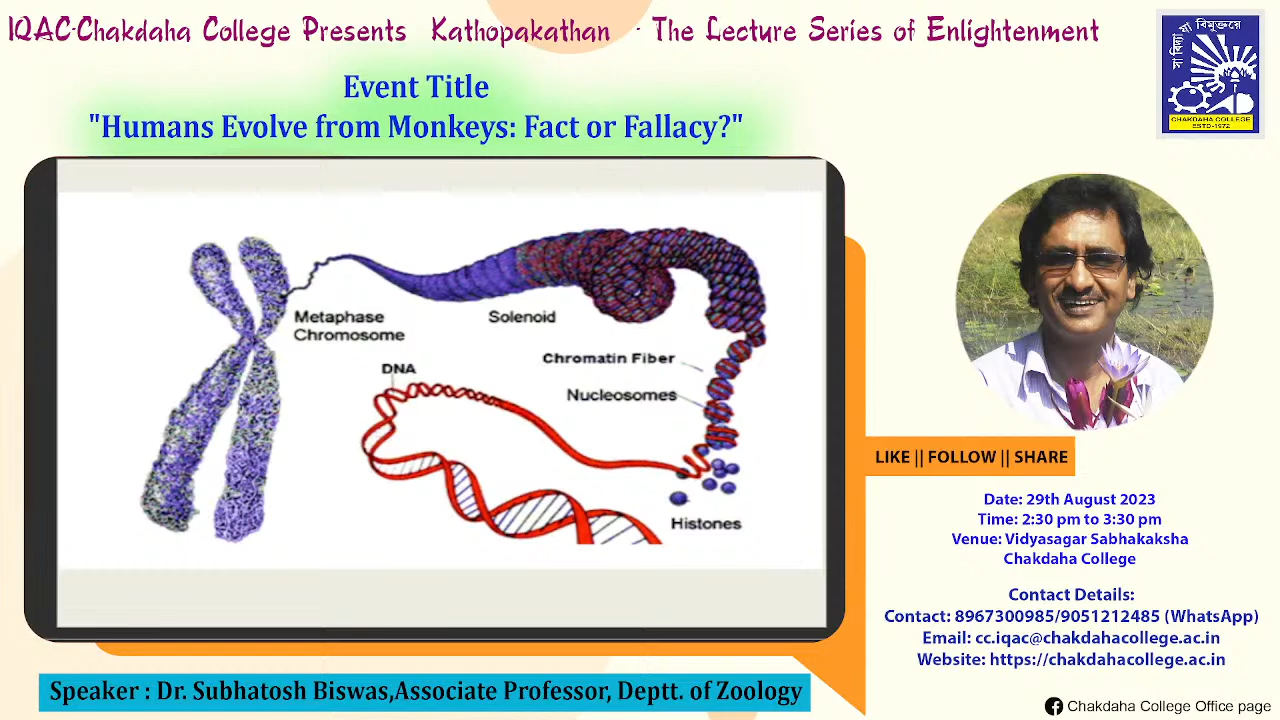 IQAC-Chakdaha College Presents Kathopakathan - The Lecture Series of Enlightenment
Event Title
"Humans Evolve from Monkeys: Fact or Fallacy?"
সা বিদ্যা যা বিমুক্তয়ে
CHAKDAHA COLLEGE
ESTD-1972
Metaphase
Chromosome
Solenoid
Chromatin Fiber
DNA
Nucleosomes
Histones
LIKE || FOLLOW || SHARE
Date: 29th August 2023
Time: 2:30 pm to 3:30 pm
Venue: Vidyasagar Sabhakaksha
Chakdaha College
Contact Details:
Contact: 8967300985/9051212485 (WhatsApp)
Email: cc.iqac@chakdahacollege.ac.in
Website: https://chakdahacollege.ac.in
Speaker : Dr. Subhatosh Biswas,Associate Professor, Deptt. of Zoology
Chakdaha College Office page